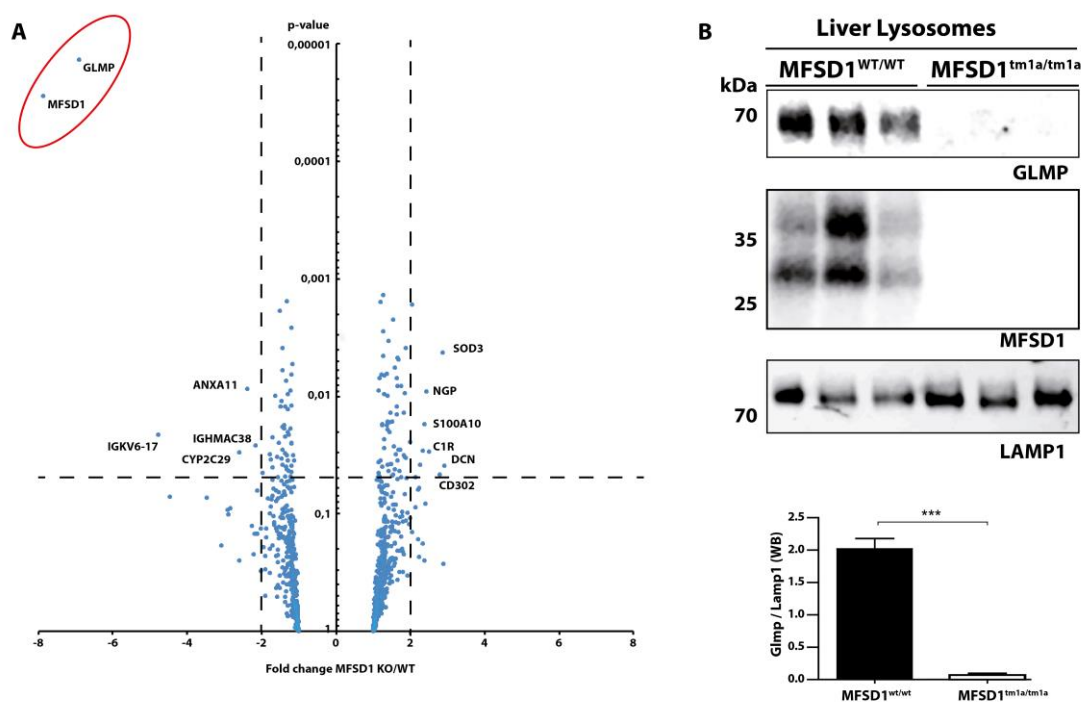 A
p-value
0,00001
GLMP
MFSD1
0,0001
0,001
SOD3
ANXA11
0,01
NGP
S100A10
IGKV6-17
IGHMAC38
C1R
CYP2C29
DCN
CD302
0,1
1
-8 -6 -4 -2 0 2 4 6 8
Fold change MFSD1 KO/WT
B
Liver Lysosomes
MFSD1WT/WT MFSD1tm1a/tm1a
kDa
70
GLMP
35
25
MFSD1
70
LAMP1
Glmp / Lamp1 (WB)
2.5
***
2.0
1.5
1.0
0.5
0.0
MFSD1wt/wt MFSD1tm1a/tm1a